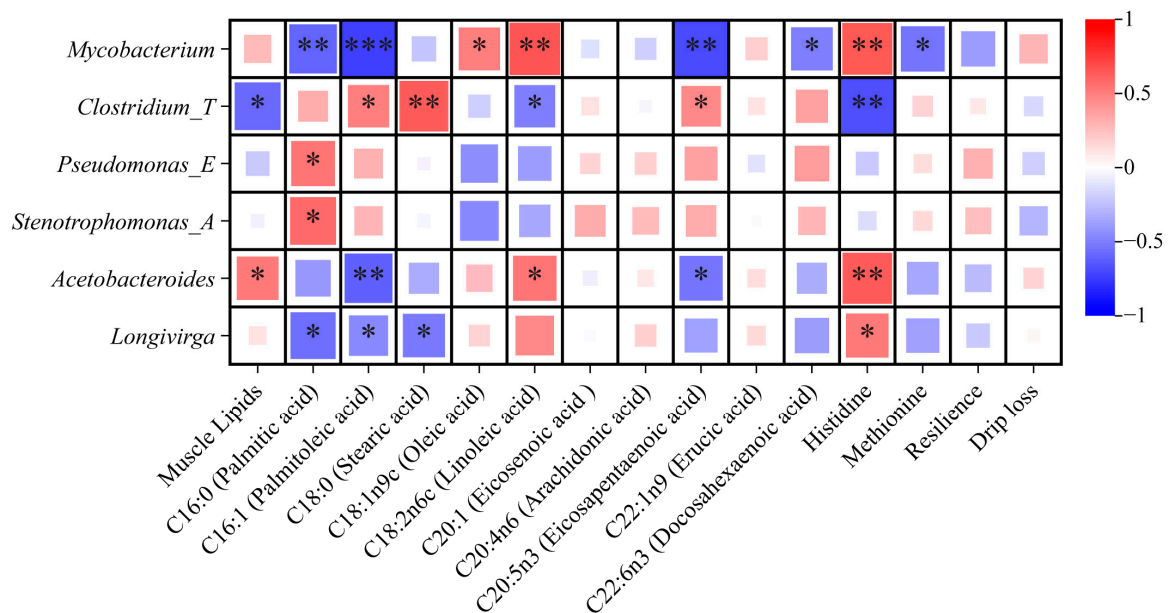 Mycobacterium ** *** * ** ** * ** * 1
Clostridium_T * * ** * * ** 0.5
Pseudomonas_E * 0
Stenotrophomonas_A *
Acetobacteroides * ** * * ** −0.5
Longivirga * * * * −1
Muscle Lipids
C16:0 (Palmitic acid)
C16:1 (Palmitoleic acid)
C18:0 (Stearic acid)
C18:1n9c (Oleic acid)
C18:2n6c (Linoleic acid)
C20:1 (Eicosenoic acid )
C20:4n6 (Arachidonic acid)
C20:5n3 (Eicosapentaenoic acid)
C22:1n9 (Erucic acid)
C22:6n3 (Docosahexaenoic acid)
Histidine
Methionine
Resilience
Drip loss